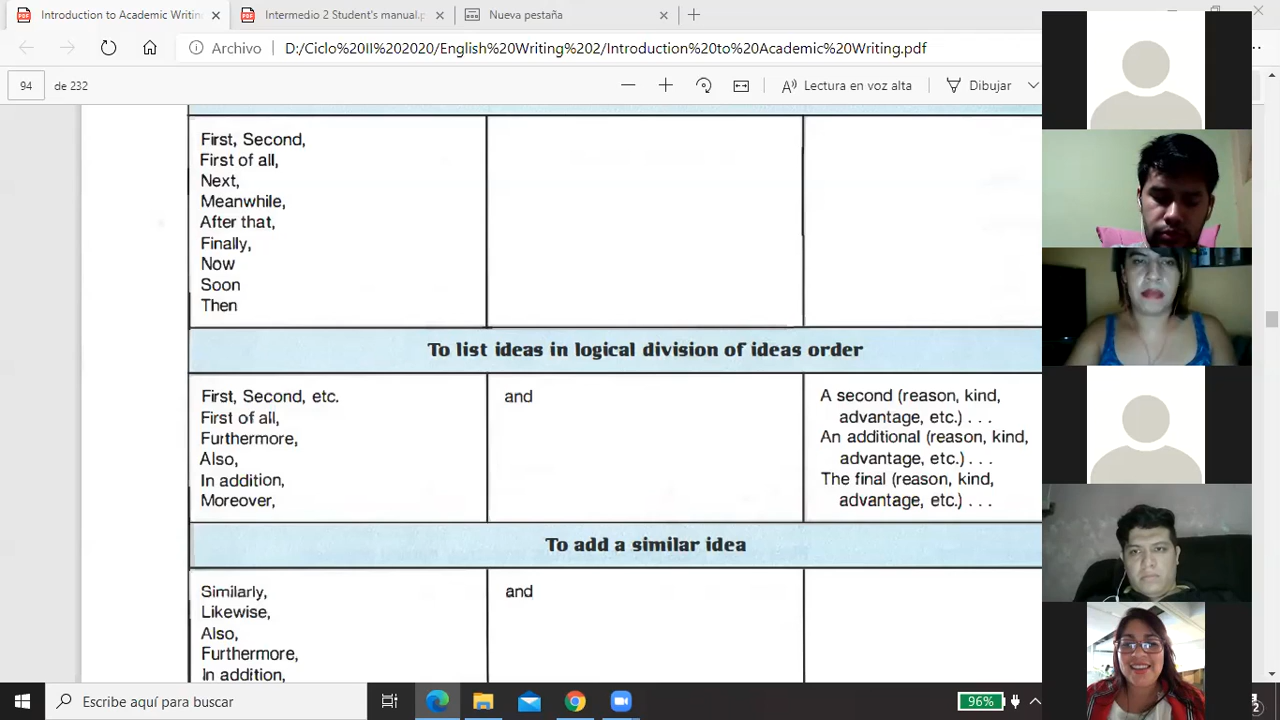 Introduction to Academic Writin
Intermedio 2 Student's manual.p
Nueva pestaña
Archivo
D:/Ciclo%20II%202020/English%20Writing%202/Introduction%20to%20Academic%20Writing.pdf
94
de 232
Lectura en voz alta
Dibujar
First, Second,
First of all,
Next,
Meanwhile,
After that,
Finally,
Now
Soon
Then
To list ideas in logical division of ideas order
First, Second, etc.
First of all,
Furthermore,
Also,
In addition,
Moreover,
and
A second (reason, kind,
advantage, etc.) . . .
An additional (reason, kind,
advantage, etc.) . . .
The final (reason, kind,
advantage, etc.) . . .
To add a similar idea
Similarly,
Likewise,
Also,
Furthermore,
In addition,
and
Escribe aquí para buscar
96%